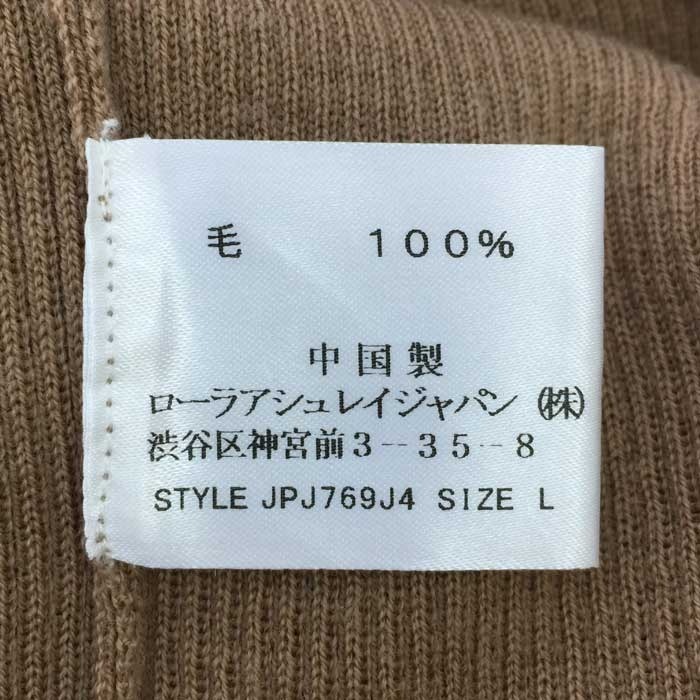 毛 100%
中国製
ローラアシュレイジャパン(株)
渋谷区神宮前3-35-8
STYLE JPJ769J4 SIZE L